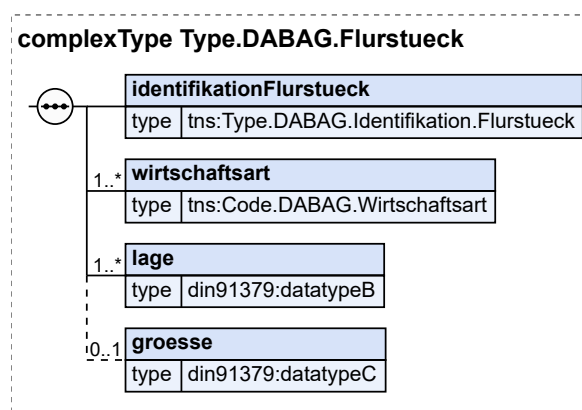 complexType Type.DABAG.Flurstueck
identifikationFlurstueck
type tns:Type.DABAG.Identifikation.Flurstueck
1..* wirtschaftsart
type tns:Code.DABAG.Wirtschaftsart
1..* lage
type din91379:datatypeB
0..1 groesse
type din91379:datatypeC